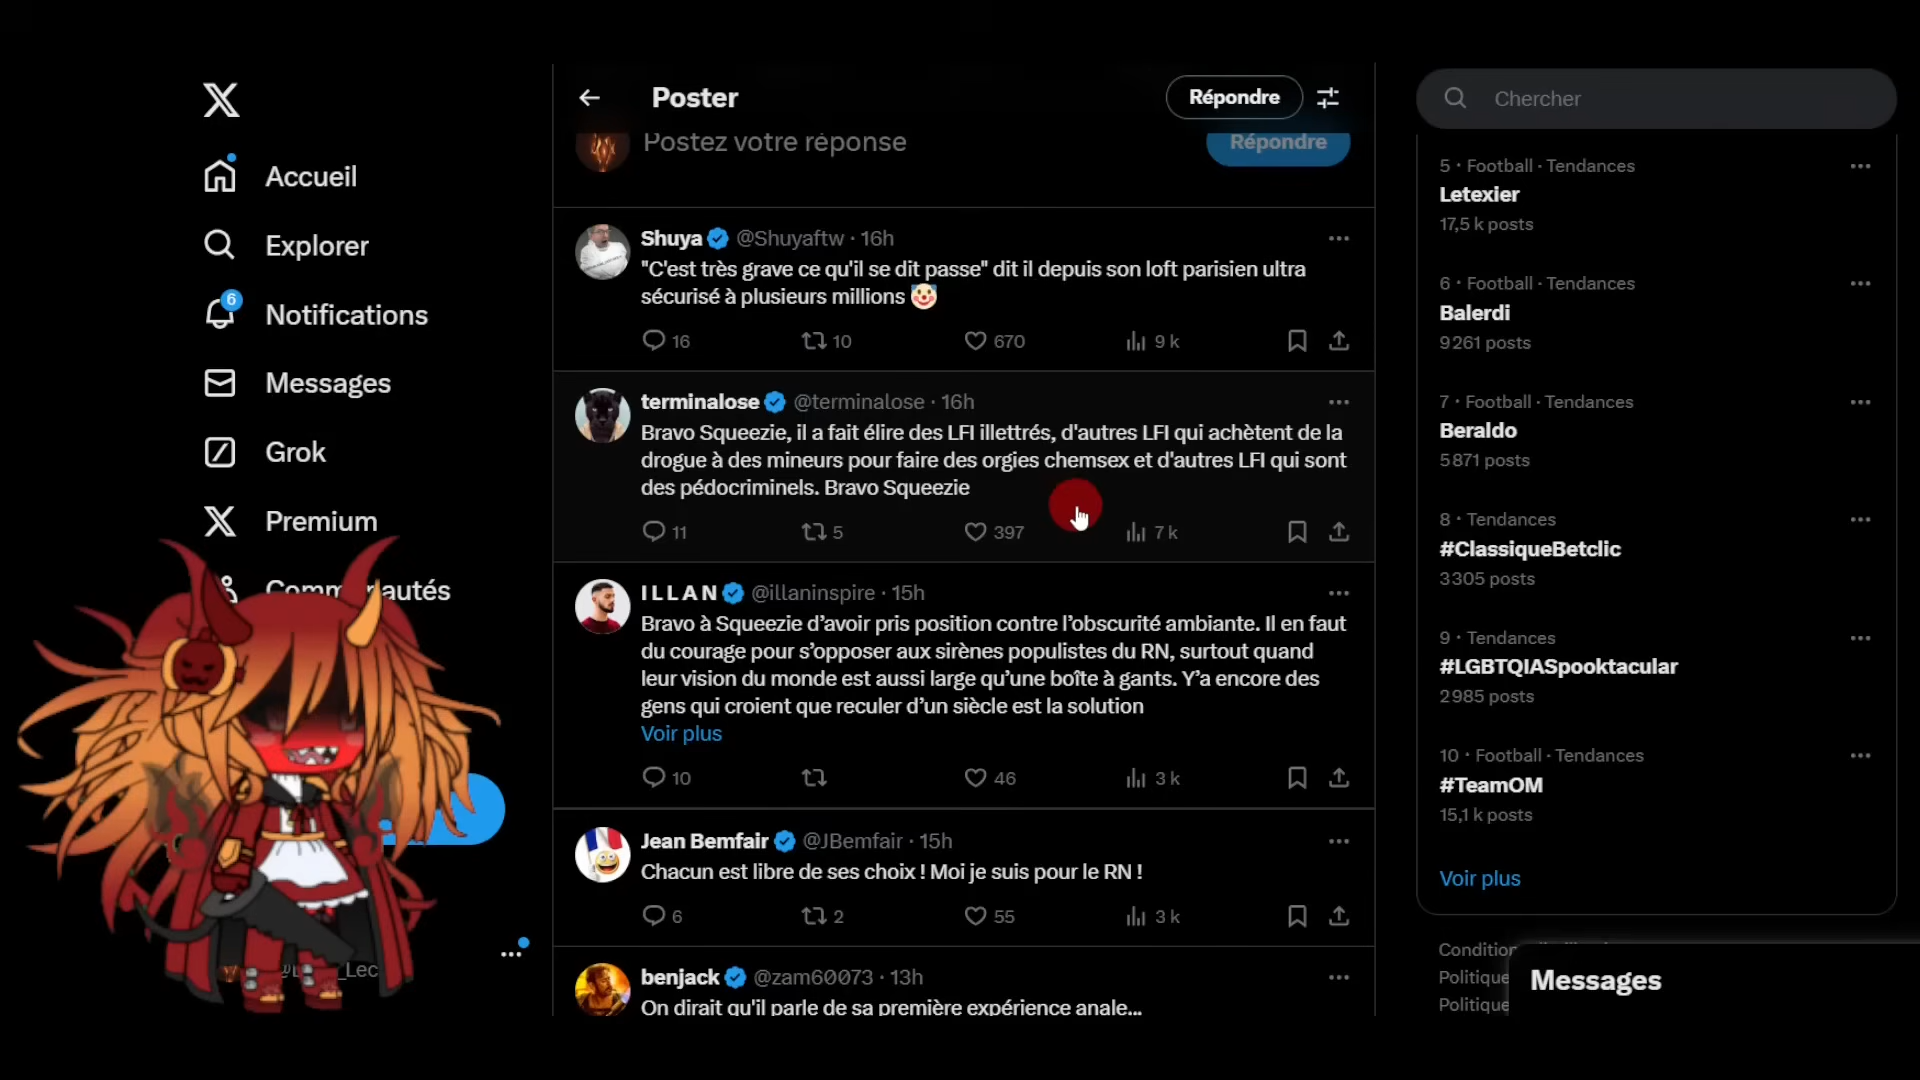 Accueil
Explorer
6
Notifications
Messages
Grok
Premium
Poster
Répondre
Postez votre réponse
Répondre
Shuya @Shuyaftw · 16h
"C'est très grave ce qu'il se dit passe" dit il depuis son loft parisien ultra
sécurisé à plusieurs millions 🤡
16 10 670 9 k
terminalose @terminalose · 16h
Bravo Squeezie, il a fait élire des LFI illettrés, d'autres LFI qui achètent de la
drogue à des mineurs pour faire des orgies chemsex et d'autres LFI qui sont
des pédocriminels. Bravo Squeezie
11 5 397 7 k
I L L A N @illaninspire · 15h
Bravo à Squeezie d’avoir pris position contre l’obscurité ambiante. Il en faut
du courage pour s’opposer aux sirènes populistes du RN, surtout quand
leur vision du monde est aussi large qu’une boîte à gants. Y’a encore des
gens qui croient que reculer d’un siècle est la solution
Voir plus
10 46 3 k
Jean Bemfair @JBemfair · 15h
Chacun est libre de ses choix ! Moi je suis pour le RN !
6 2 55 3 k
benjack @zam60073 · 13h
On dirait qu'il parle de sa première expérience anale...
Chercher
5 · Football · Tendances
Letexier
17,5 k posts
6 · Football · Tendances
Balerdi
9 261 posts
7 · Football · Tendances
Beraldo
5 871 posts
8 · Tendances
#ClassiqueBetclic
3 305 posts
9 · Tendances
#LGBTQIASpooktacular
2 985 posts
10 · Football · Tendances
#TeamOM
15,1 k posts
Voir plus
Politique
Politique
Messages